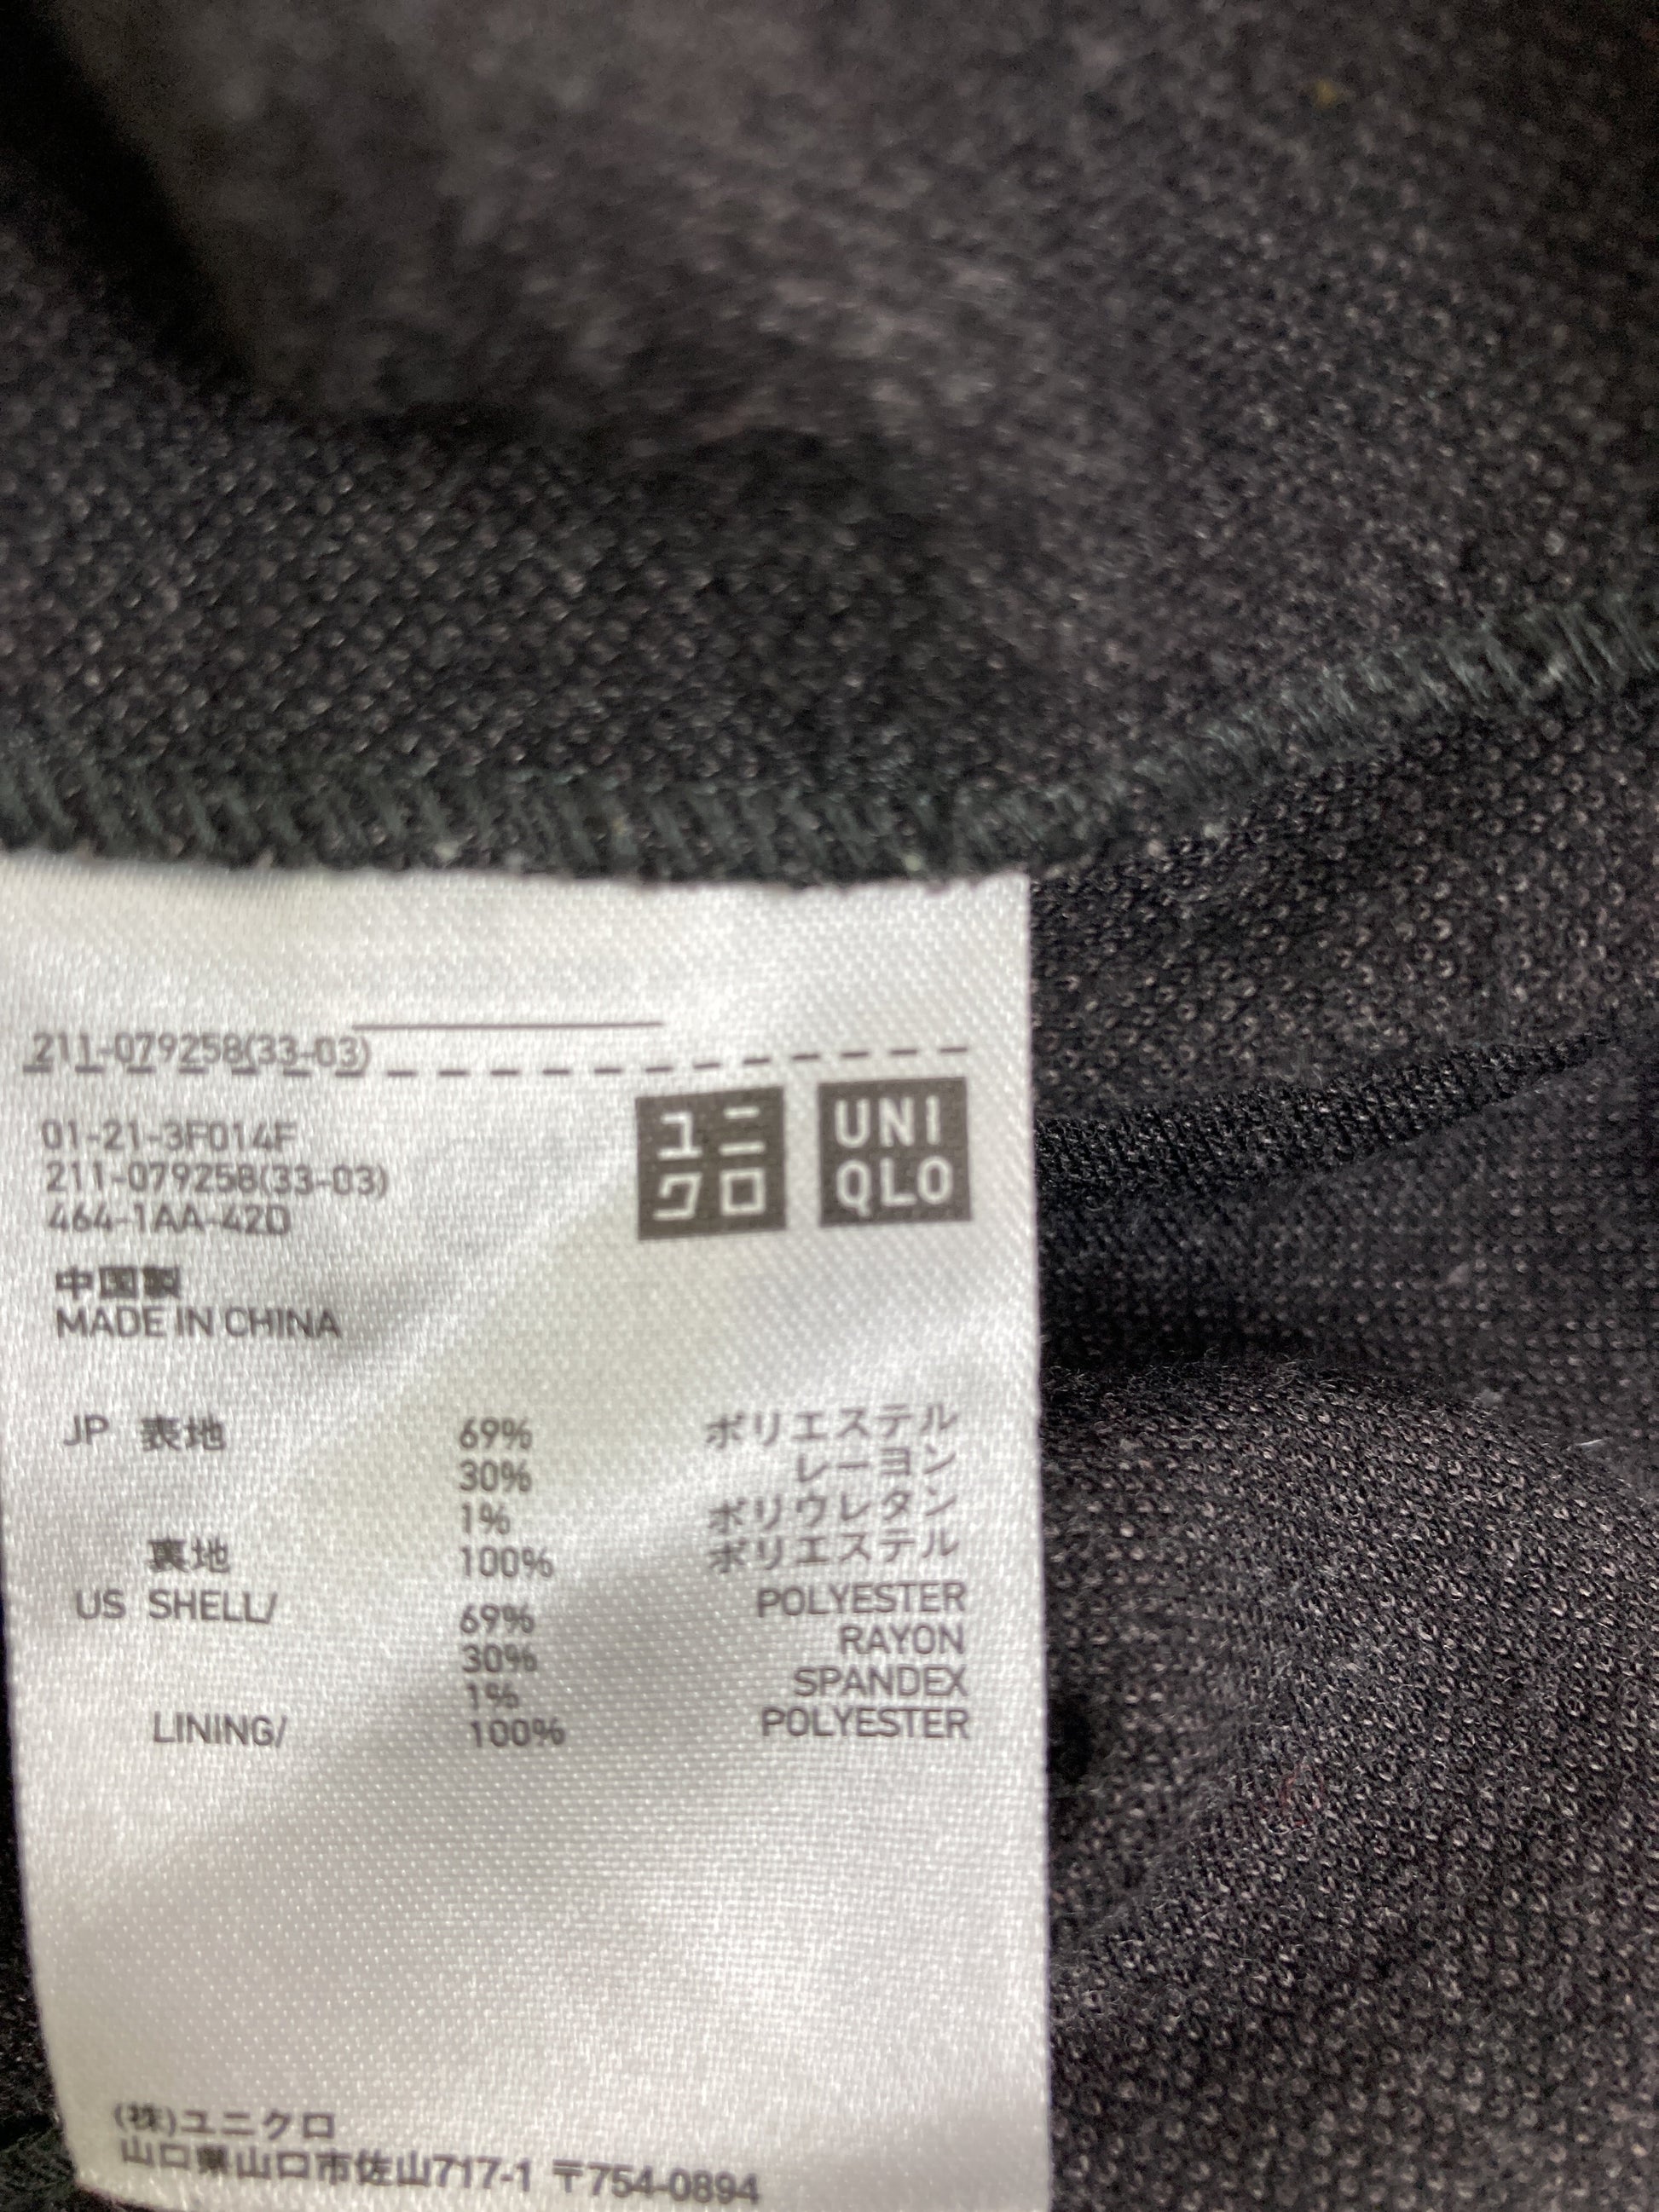 211-079258(33-03)
ユニ
クロ
UNI
QLO
01-21-3F014F
211-079258(33-03)
464-1AA-42D
中国製
MADE IN CHINA
JP 表地 69% ポリエステル
30% レーヨン
1% ポリウレタン
裏地 100% ポリエステル
US SHELL/ 69% POLYESTER
30% RAYON
1% SPANDEX
LINING/ 100% POLYESTER
(株)ユニクロ
山口県山口市佐山717-1 〒754-0894